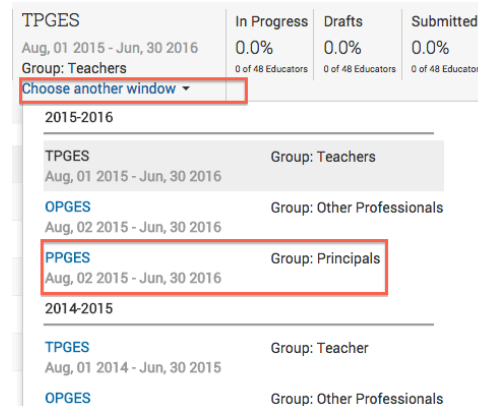 TPGES In Progress Drafts Submitted
Aug, 01 2015 - Jun, 30 2016 0.0% 0.0% 0.0%
Group: Teachers 0 of 48 Educators 0 of 48 Educators 0 of 48 Educator
Choose another window
2015-2016
TPGES Group: Teachers
Aug, 01 2015 - Jun, 30 2016
OPGES Group: Other Professionals
Aug, 02 2015 - Jun, 30 2016
PPGES Group: Principals
Aug, 02 2015 - Jun, 30 2016
2014-2015
TPGES Group: Teacher
Aug, 01 2014 - Jun, 30 2015
OPGES Group: Other Professionals